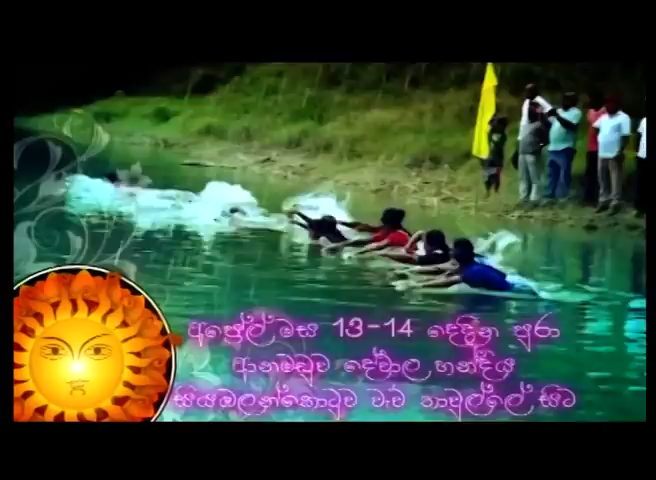 අප්‍රේල් මස 13-14 දෙදින පුරා
ආනමඩුව දේවාල හන්දිය
සියඹලන්කොටුව වැව තාවුල්ලේ සිට